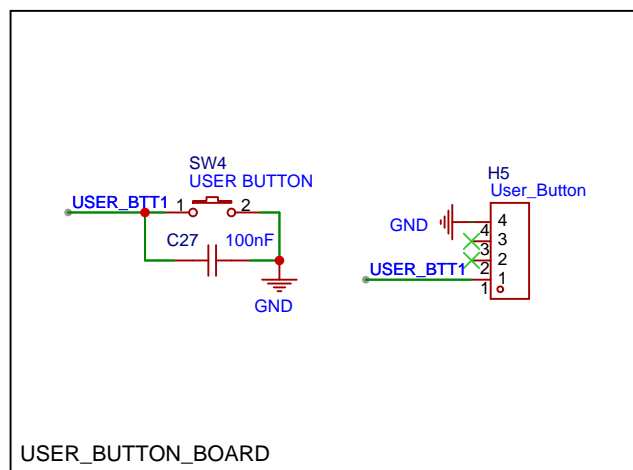 SW4
USER BUTTON
USER_BTT1
1
2
C27
100nF
GND
H5
User_Button
GND
4
4
3
3
2
USER_BTT1
2
1
1
USER_BUTTON_BOARD